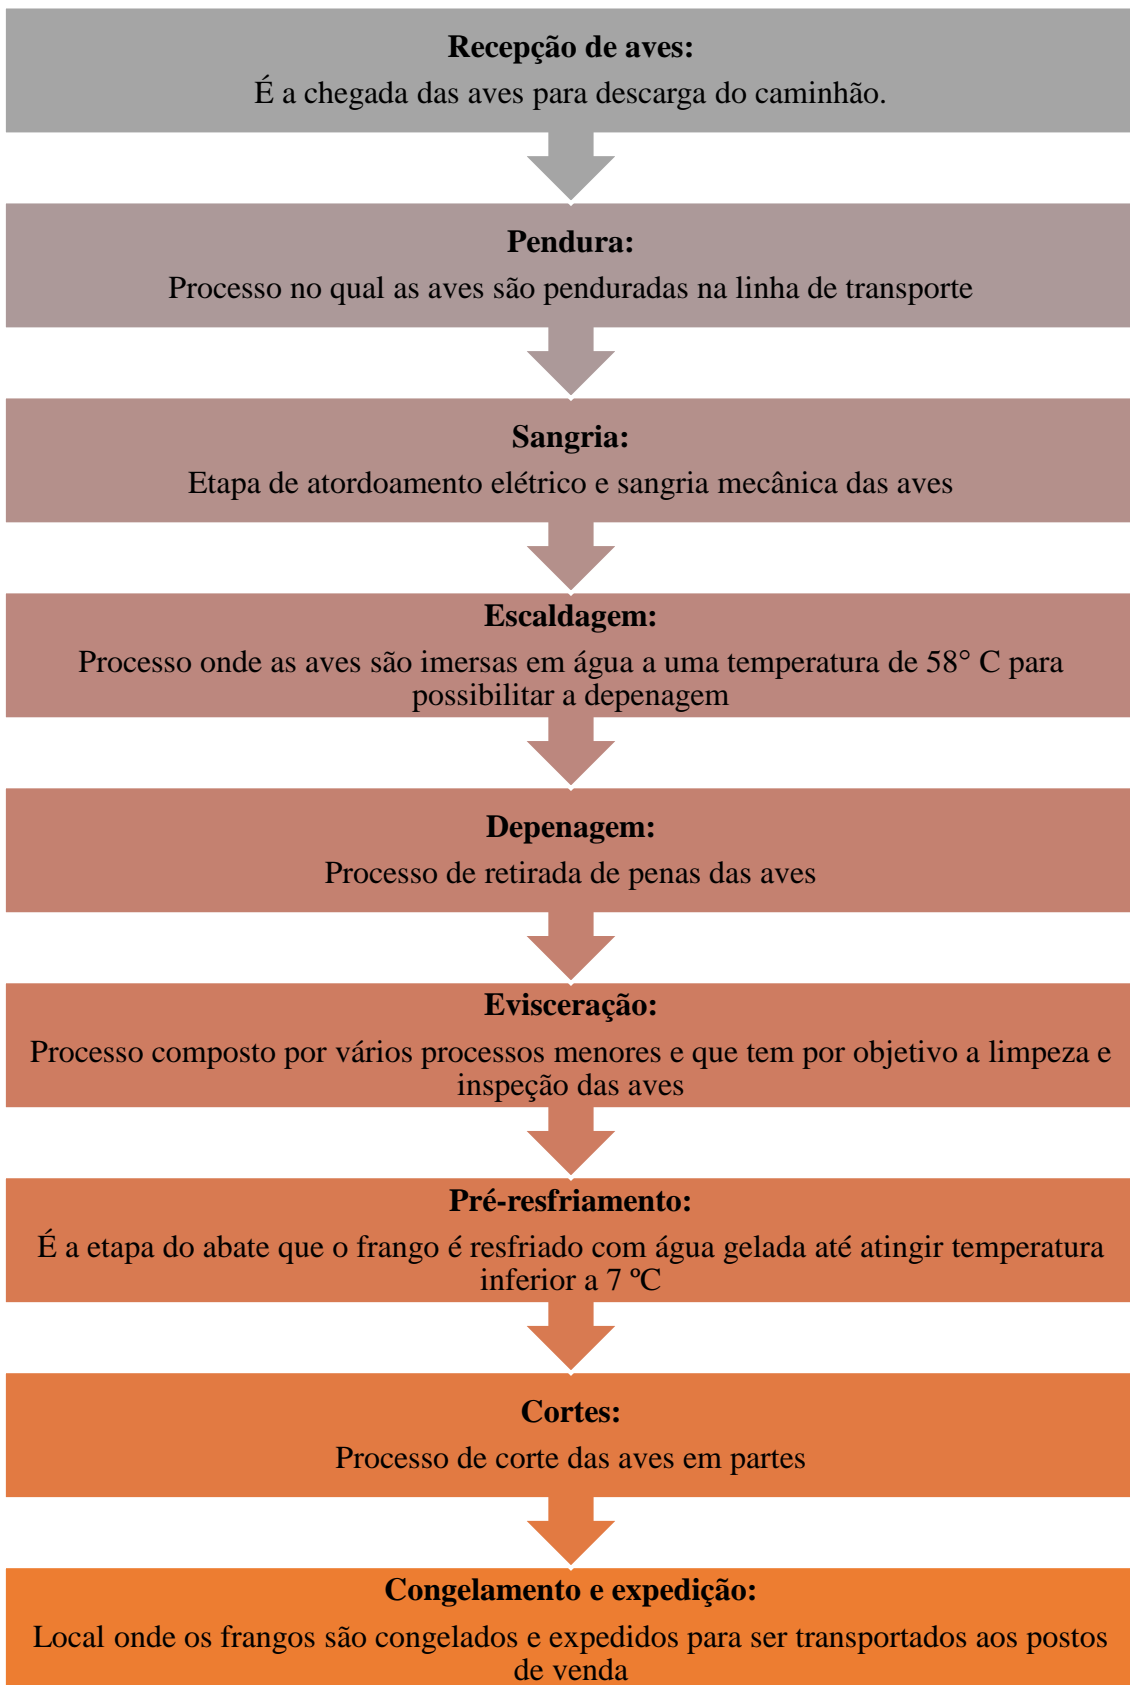 Recepção de aves:
É a chegada das aves para descarga do caminhão.
Pendura:
Processo no qual as aves são penduradas na linha de transporte
Sangria:
Etapa de atordoamento elétrico e sangria mecânica das aves
Escaldagem:
Processo onde as aves são imersas em água a uma temperatura de 58° C para
possibilitar a depenagem
Depenagem:
Processo de retirada de penas das aves
Evisceração:
Processo composto por vários processos menores e que tem por objetivo a limpeza e
inspeção das aves
Pré-resfriamento:
É a etapa do abate que o frango é resfriado com água gelada até atingir temperatura
inferior a 7 ºC
Cortes:
Processo de corte das aves em partes
Congelamento e expedição:
Local onde os frangos são congelados e expedidos para ser transportados aos postos
de venda